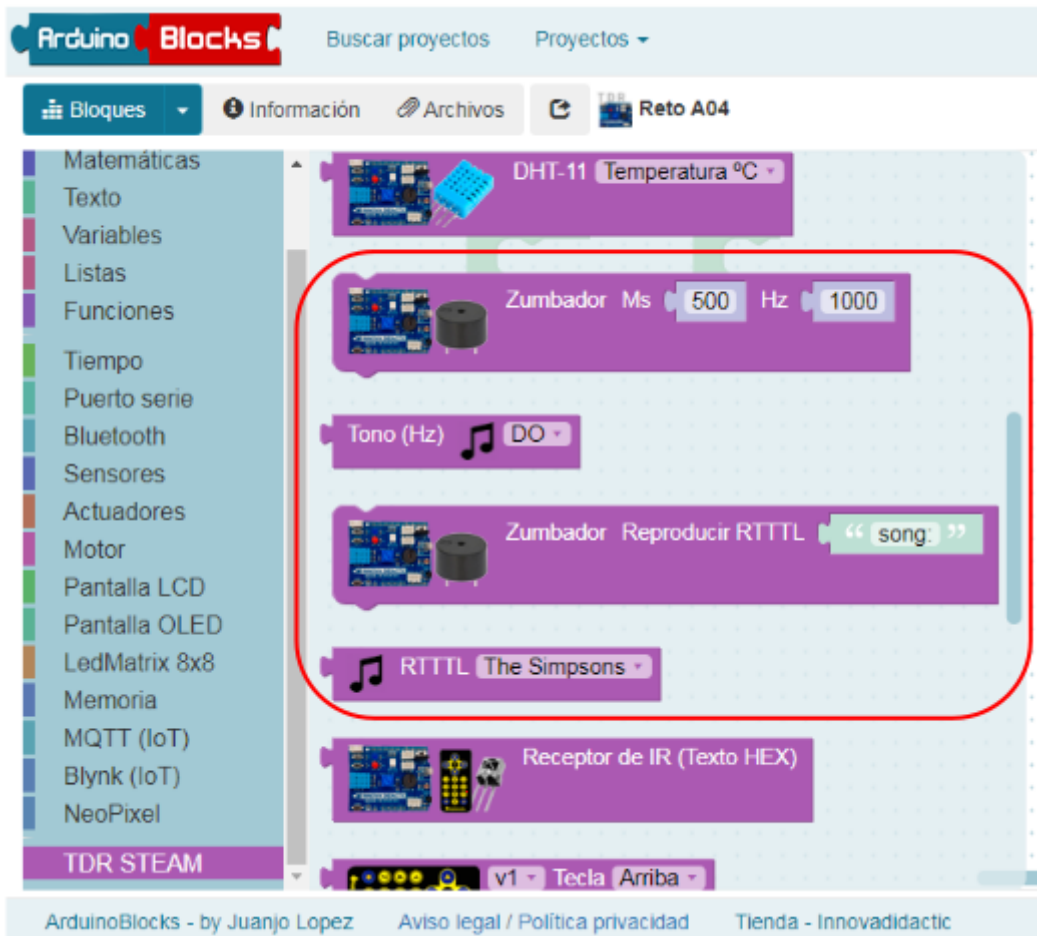 Arduino Blocks Buscar proyectos Proyectos
Bloques Información Archivos Reto A04
Matemáticas
Texto
Variables
Listas
Funciones
Tiempo
Puerto serie
Bluetooth
Sensores
Actuadores
Motor
Pantalla LCD
Pantalla OLED
LedMatrix 8x8
Memoria
MQTT (IoT)
Blynk (IoT)
NeoPixel
TDR STEAM
DHT-11 Temperatura ºC
Zumbador Ms 500 Hz 1000
Tono (Hz) DO
Zumbador Reproducir RTTTL “ song: ”
RTTTL The Simpsons
Receptor de IR (Texto HEX)
v1 Tecla Arriba
ArduinoBlocks - by Juanjo Lopez Aviso legal / Política privacidad Tienda - Innovadidactic